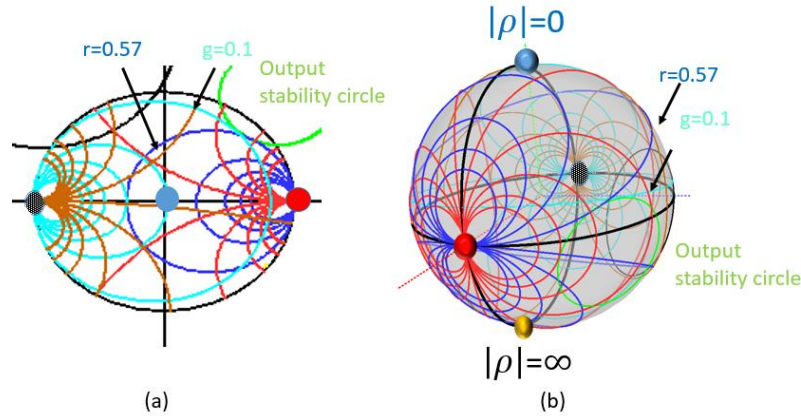 r=0.57
g=0.1
Output
stability circle
(a)
|ρ|=0
r=0.57
g=0.1
Output
stability circle
|ρ|=∞
(b)